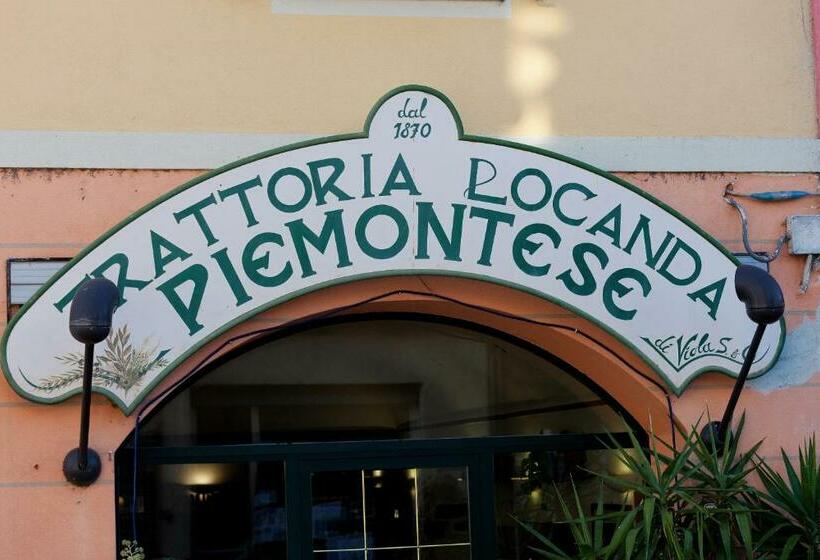 dal
1870
TRATTORIA LOCANDA
PIEMONTESE
di Viola S. & C.